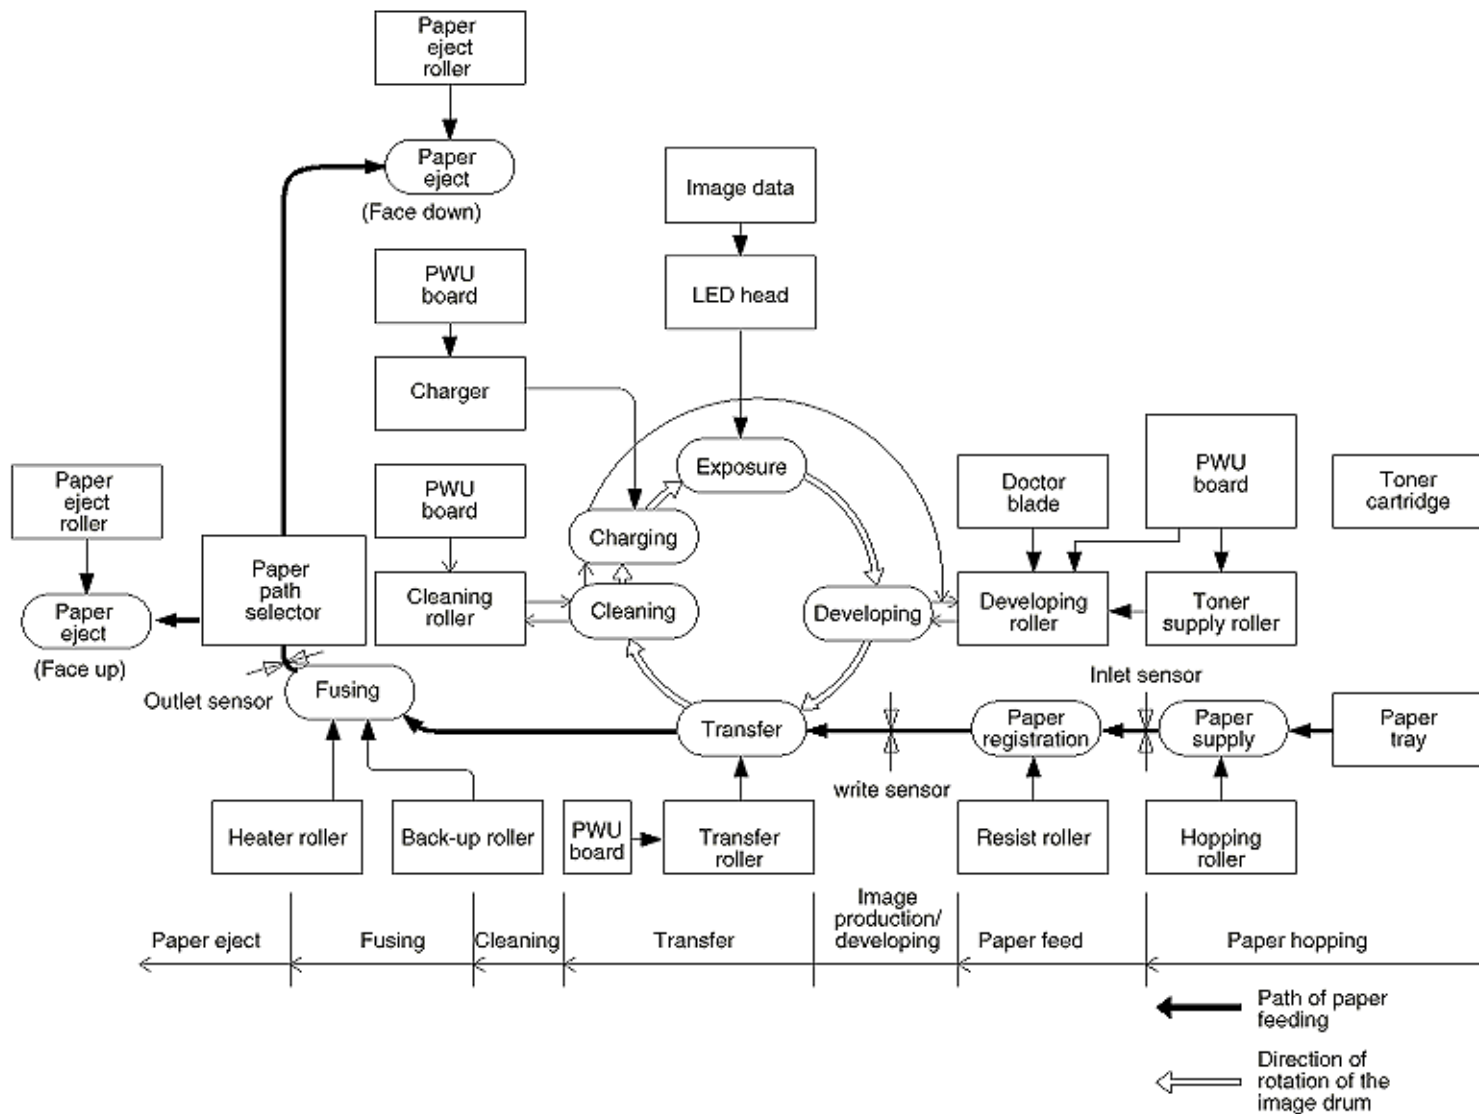 Paper
eject
roller
Paper
eject
(Face down)
Image data
PWU
board
LED head
Charger
Exposure
PWU
board
Doctor
blade
PWU
board
Toner
cartridge
Paper
eject
roller
Charging
Paper
path
selector
Cleaning
roller
Cleaning
Developing
Developing
roller
Toner
supply roller
Paper
eject
(Face up)
Outlet sensor
Fusing
Transfer
Inlet sensor
Paper
registration
Paper
supply
Paper
tray
write sensor
Heater roller
Back-up roller
PWU
board
Transfer
roller
Resist roller
Hopping
roller
Paper eject
Fusing
Cleaning
Transfer
Image
production/
developing
Paper feed
Paper hopping
Path of paper
feeding
Direction of
rotation of the
image drum